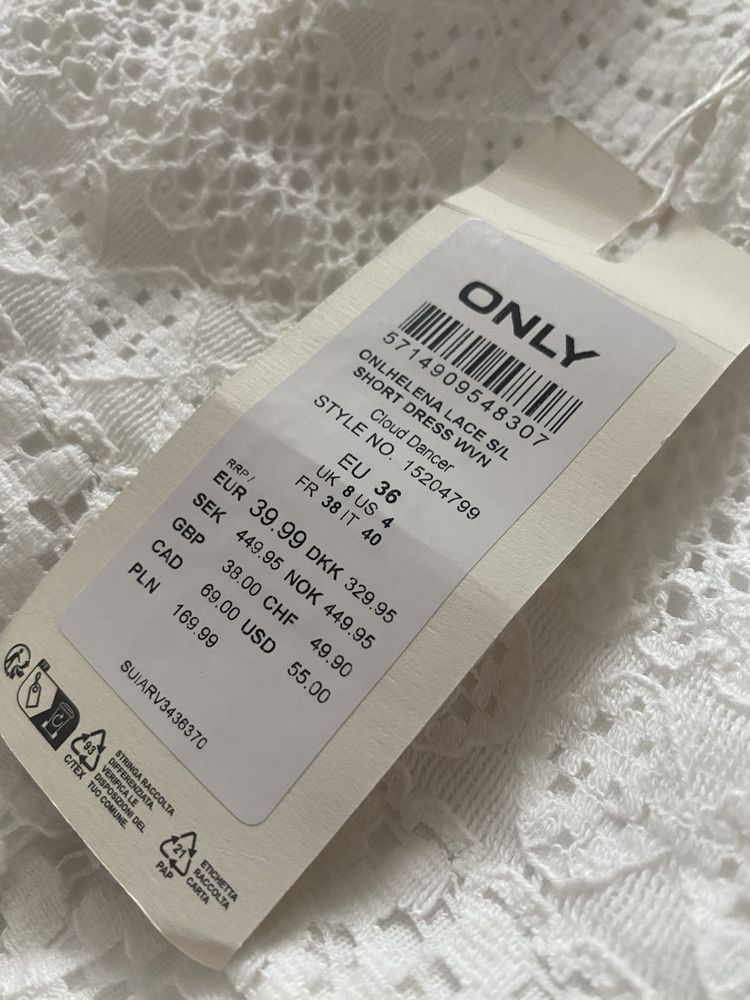 ONLY
5714909548307
ONLHELENA LACE S/L
SHORT DRESS WVN
Cloud Dancer
STYLE NO. 15204799
EU 36
UK 8 US 4
FR 38 IT 40
RRP /
EUR 39.99 DKK 329.95
SEK 449.95 NOK 449.95
GBP 38.00 CHF 49.90
CAD 69.00 USD 55.00
PLN 169.99
SUI/ARV3436370
93
C/TEX
STRINGA RACCOLTA
DIFFERENZIATA.
VERIFICA LE
DISPOSIZIONI DEL
TUO COMUNE.
21
PAP
ETICHETTA
RACCOLTA
CARTA